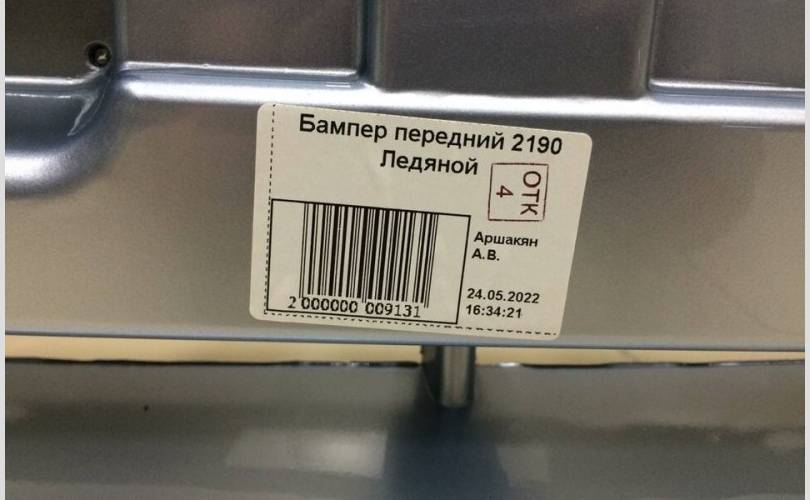 Бампер передний 2190
Ледяной
ОТК
4
Аршакян
А.В.
24.05.2022
16:34:21
2 000000 009131